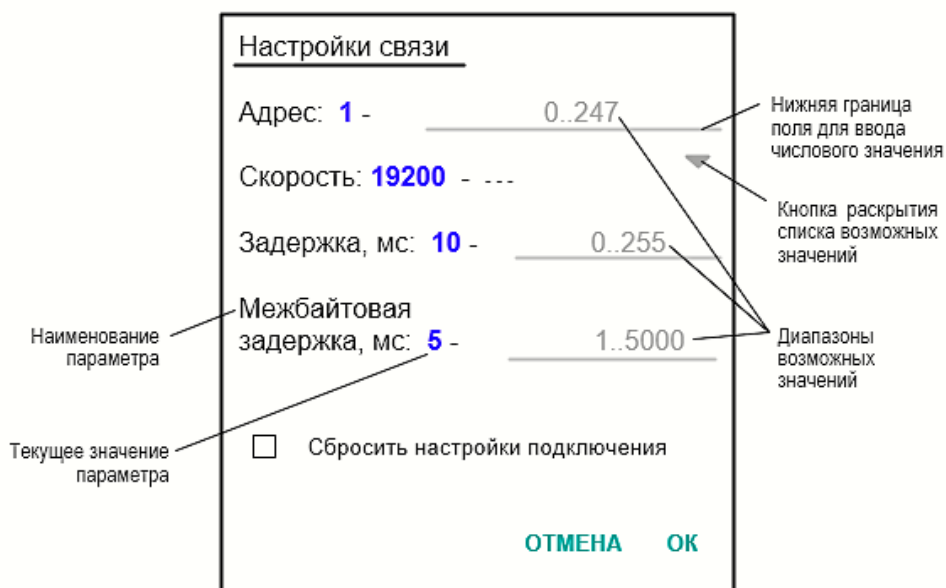 Настройки связи
Адрес: 1 - 0..247
Скорость: 19200 - ---
Задержка, мс: 10 - 0..255
Межбайтовая
задержка, мс: 5 - 1..5000
Сбросить настройки подключения
ОТМЕНА ОК
Нижняя граница
поля для ввода
числового значения
Кнопка раскрытия
списка возможных
значений
Диапазоны
возможных
значений
Наименование
параметра
Текущее значение
параметра